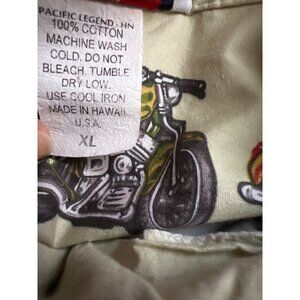 PACIFIC LEGEND - HN
100% COTTON
MACHINE WASH
COLD. DO NOT
BLEACH. TUMBLE
DRY LOW.
USE COOL IRON
MADE IN HAWAII
U.S.A.
XL